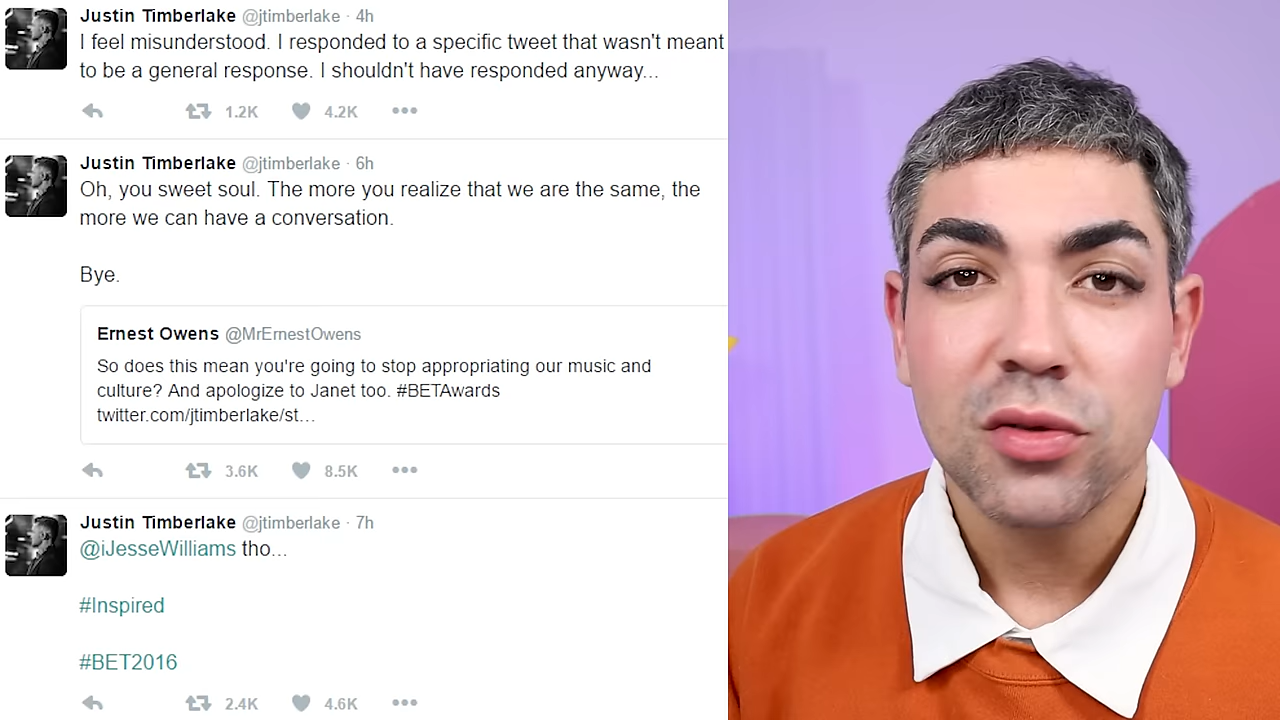 Justin Timberlake @jtimberlake · 4h
I feel misunderstood. I responded to a specific tweet that wasn't meant
to be a general response. I shouldn't have responded anyway...
1.2K 4.2K
Justin Timberlake @jtimberlake · 6h
Oh, you sweet soul. The more you realize that we are the same, the
more we can have a conversation.
Bye.
Ernest Owens @MrErnestOwens
So does this mean you're going to stop appropriating our music and
culture? And apologize to Janet too. #BETAwards
twitter.com/jtimberlake/st...
3.6K 8.5K
Justin Timberlake @jtimberlake · 7h
@iJesseWilliams tho...
#Inspired
#BET2016
2.4K 4.6K